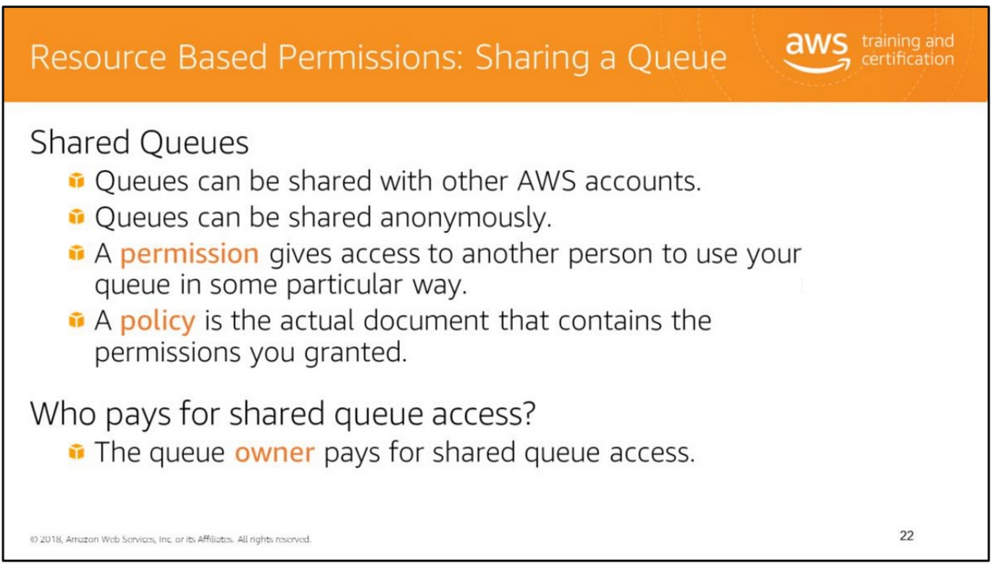 Resource Based Permissions: Sharing a Queue
aws training and
certification
Shared Queues
Queues can be shared with other AWS accounts.
Queues can be shared anonymously.
A permission gives access to another person to use your
queue in some particular way.
A policy is the actual document that contains the
permissions you granted.
Who pays for shared queue access?
The queue owner pays for shared queue access.
© 2018, Amazon Web Services, Inc. or its Affiliates. All rights reserved.
22